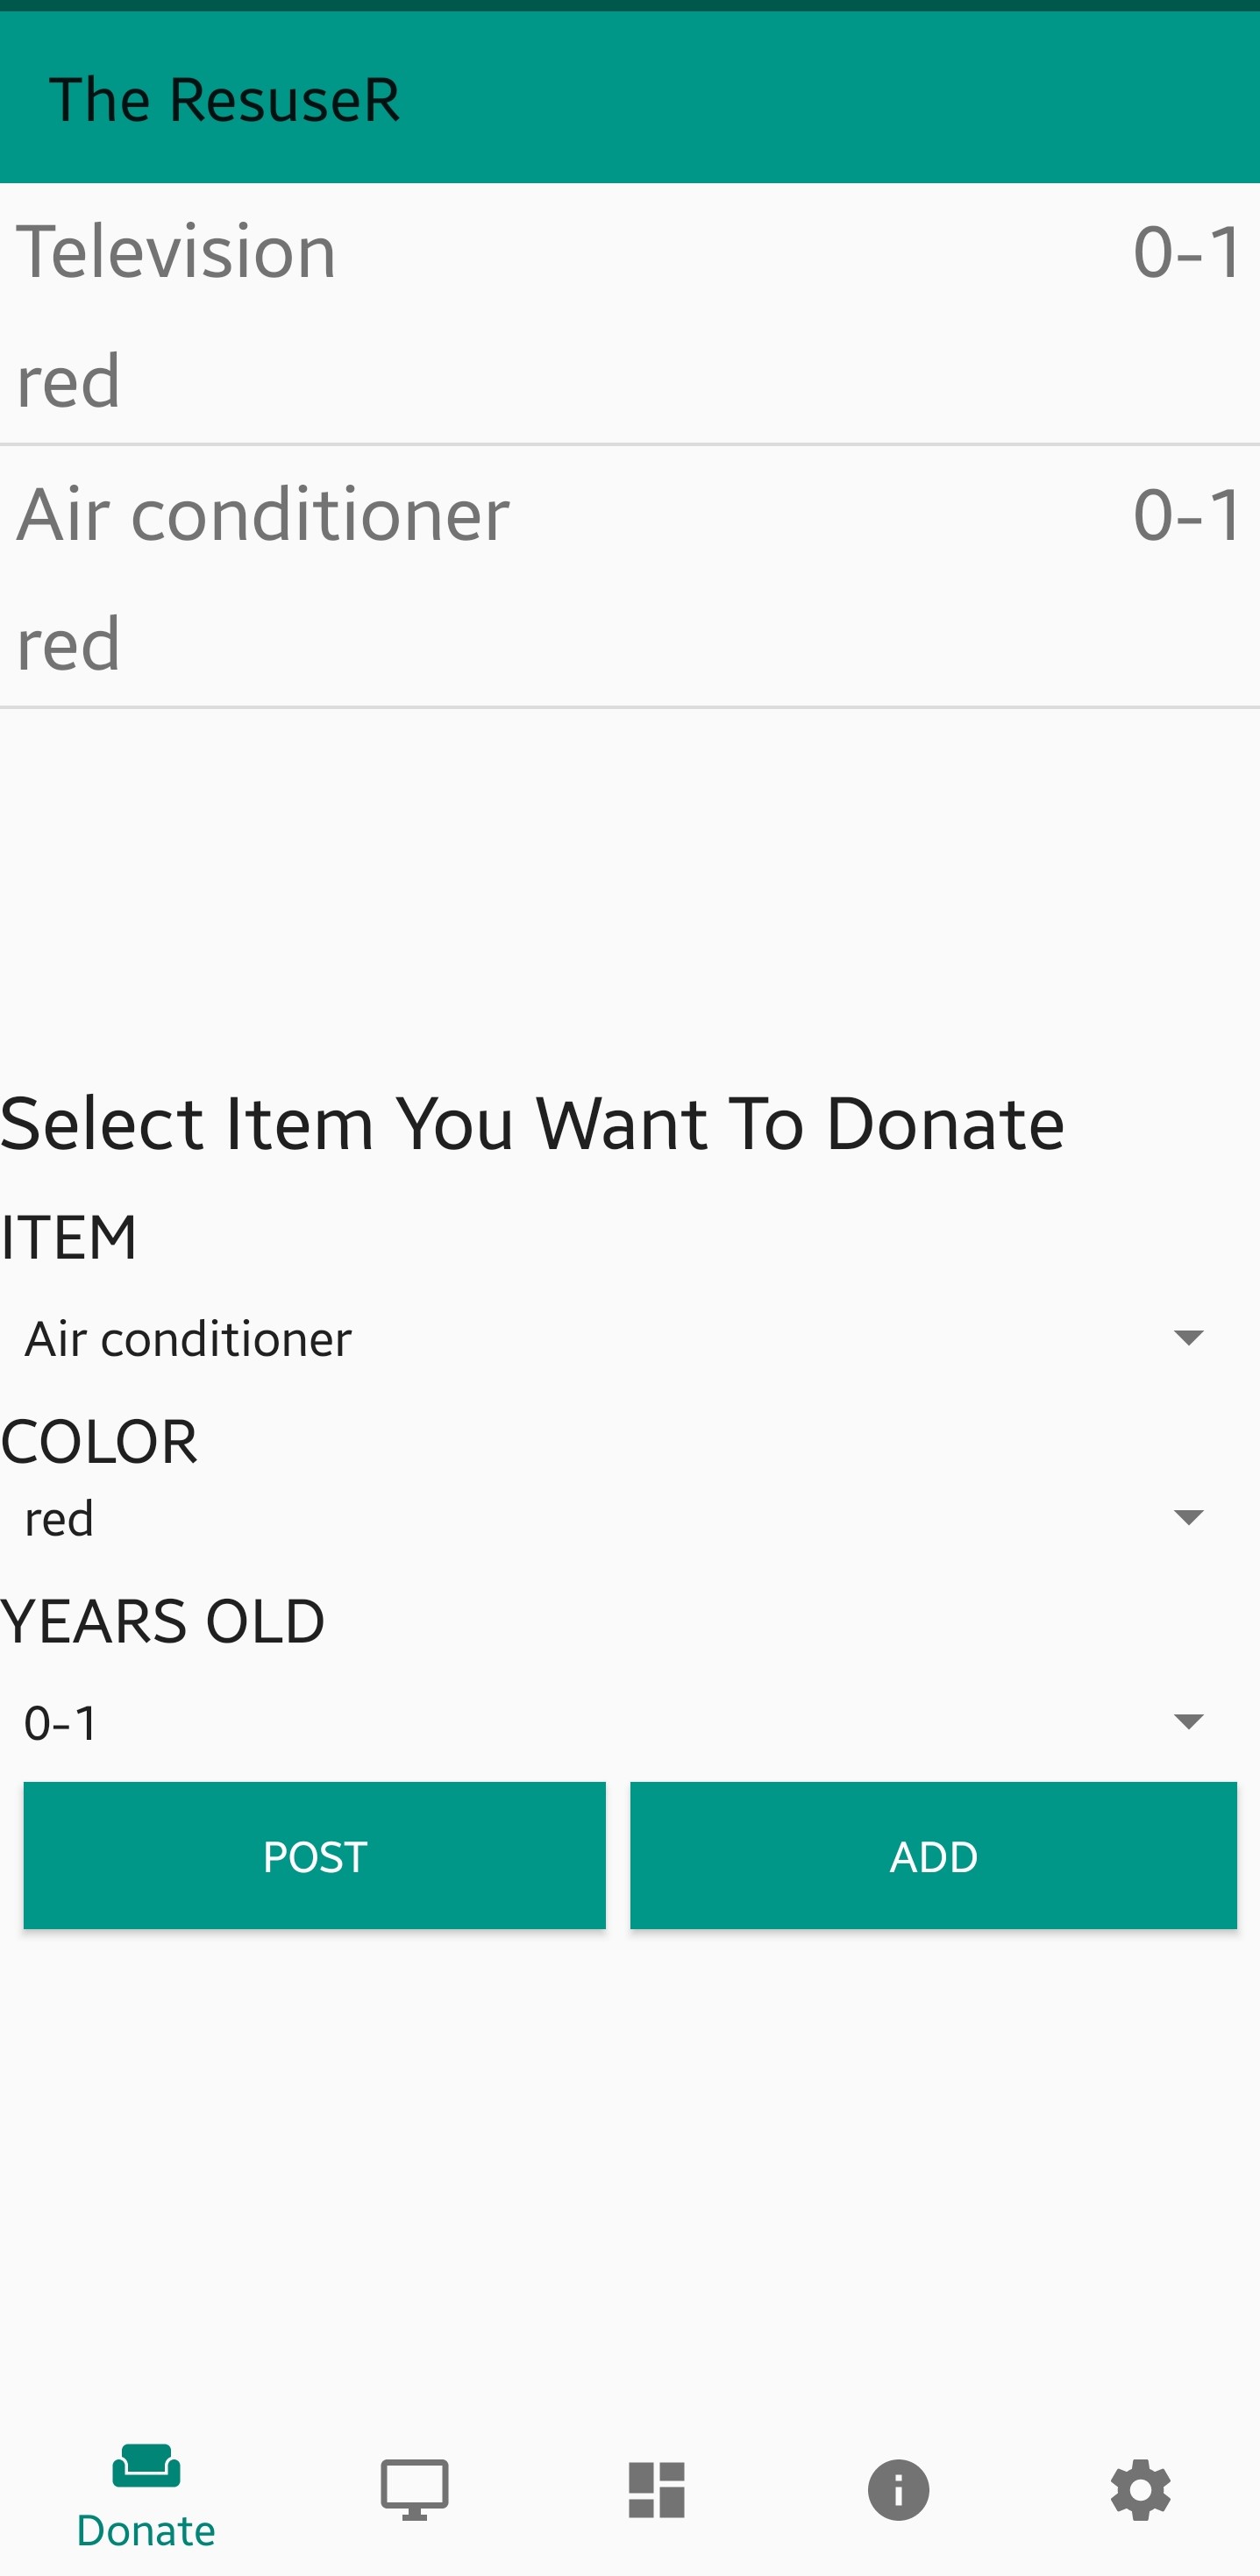 The ResuseR
Television 0-1
red
Air conditioner 0-1
red
Select Item You Want To Donate
ITEM
Air conditioner
COLOR
red
YEARS OLD
0-1
POST ADD
Donate